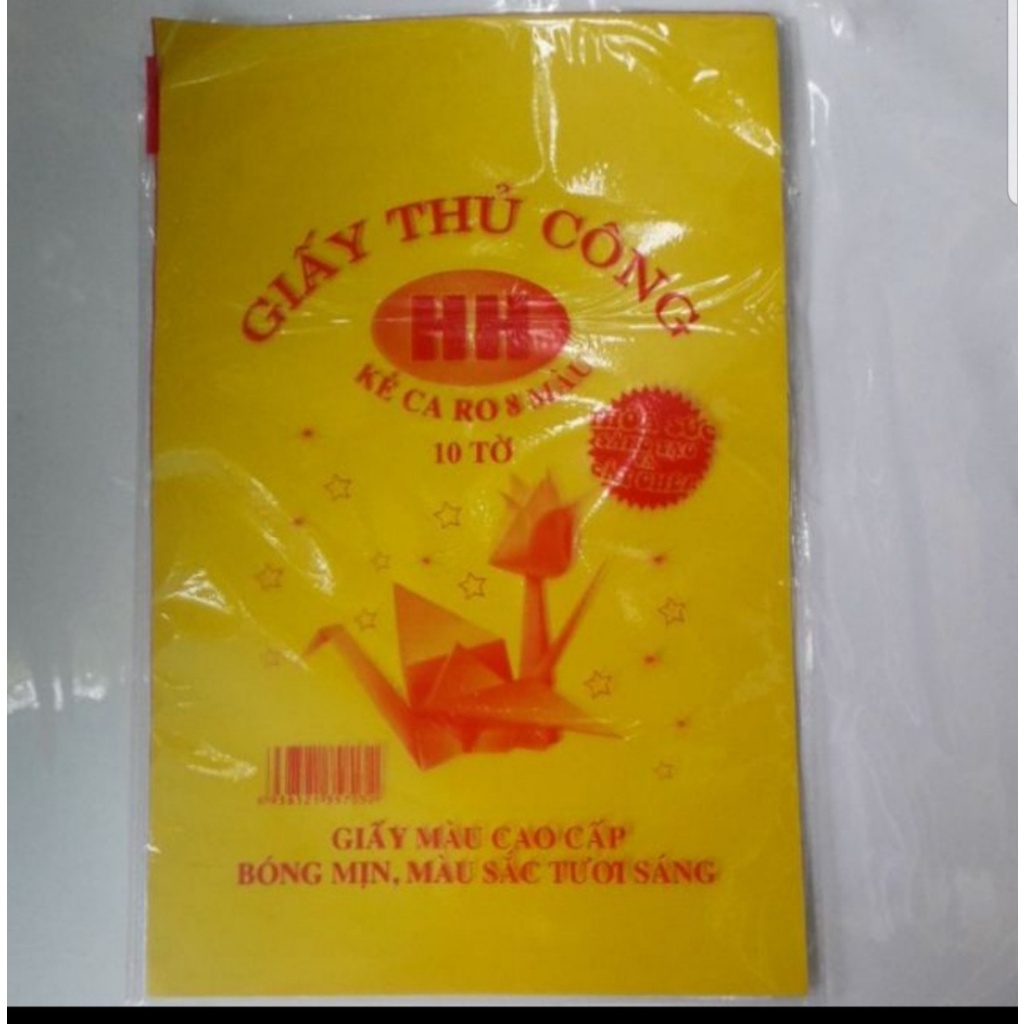 GIẤY THỦ CÔNG
HH
KẺ CA RO 8 MÀU
10 TỜ
GIẤY MÀU CAO CẤP
BÓNG MỊN, MÀU SẮC TƯƠI SÁNG